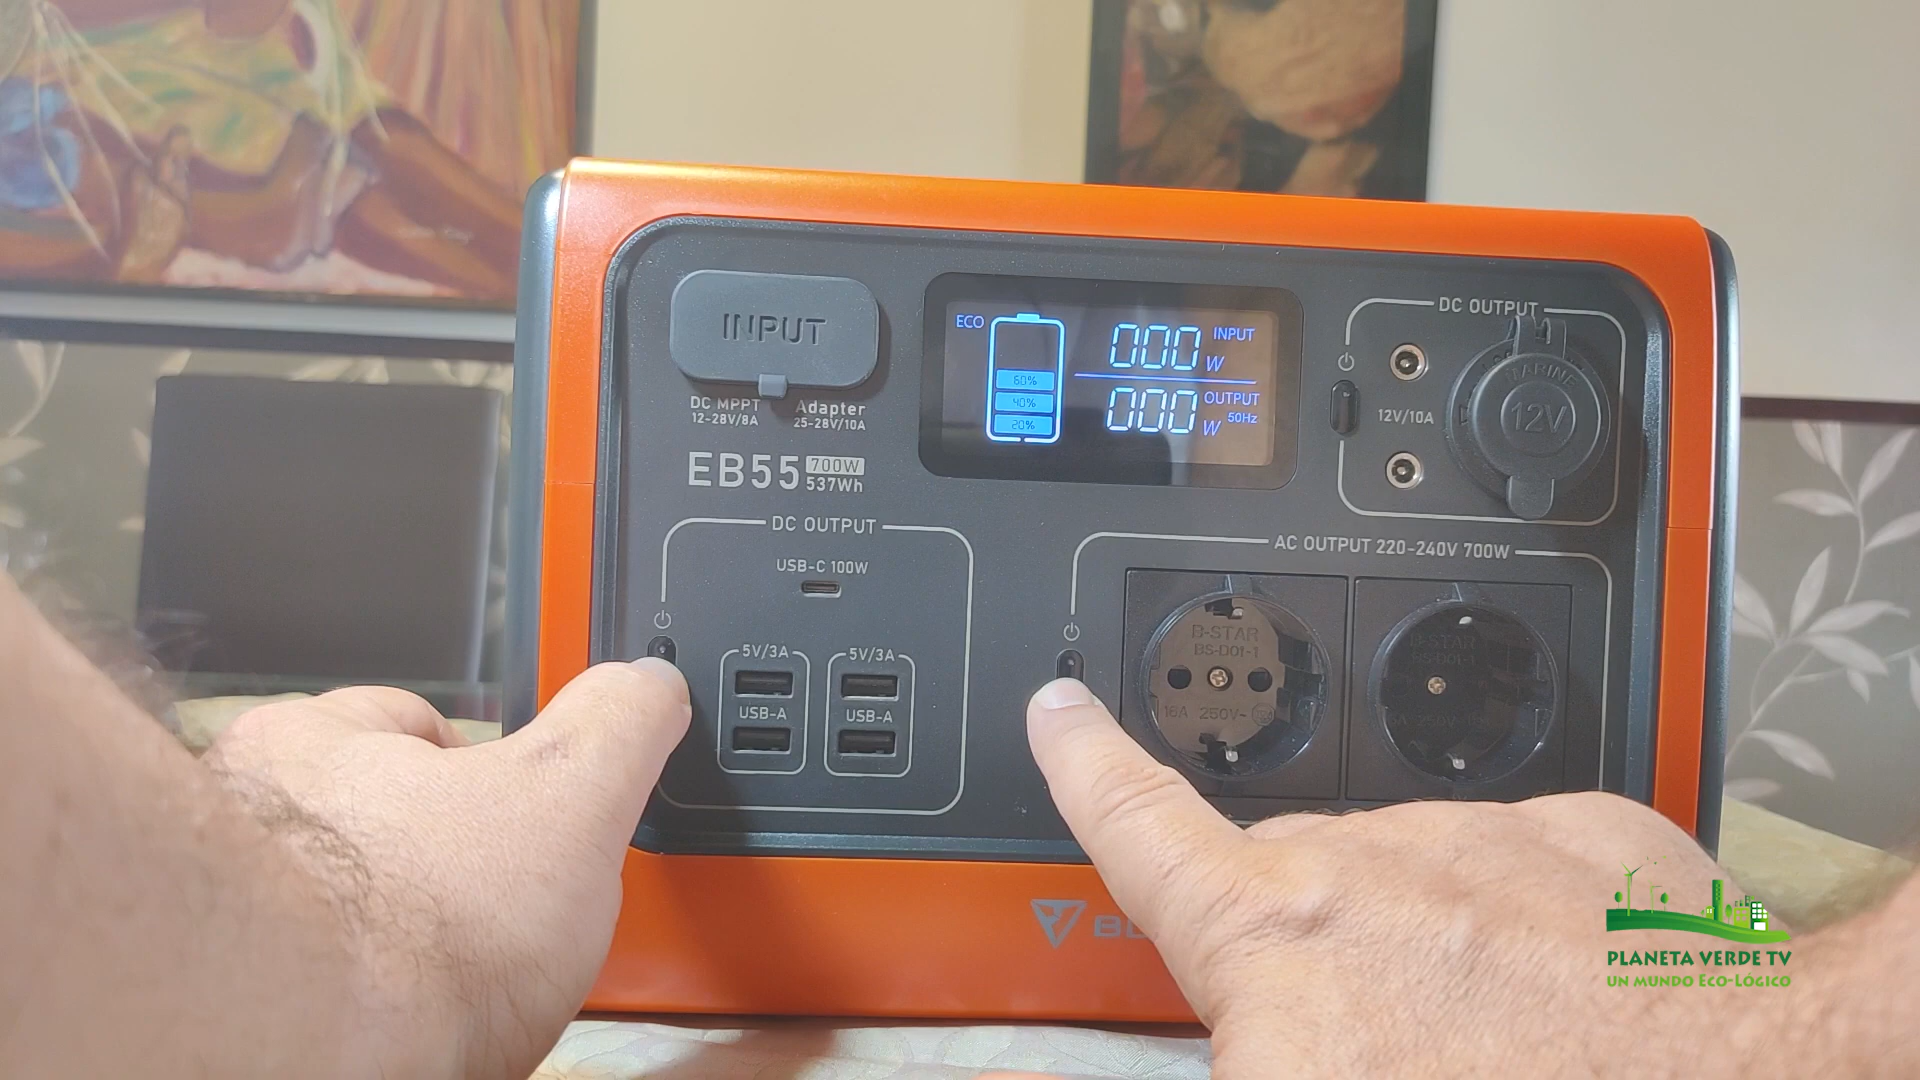 INPUT
DC MPPT
12-28V/8A
Adapter
25-28V/10A
EB55 700W
537Wh
ECO
60%
40%
20%
000 W INPUT
000 W OUTPUT
50Hz
DC OUTPUT
12V/10A
MARINE
12V
DC OUTPUT
USB-C 100W
5V/3A
USB-A
5V/3A
USB-A
AC OUTPUT 220-240V 700W
B-STAR
BS-D01-1
16A 250V~
B-STAR
BS-D01-1
PLANETA VERDE TV
UN MUNDO ECO-LÓGICO